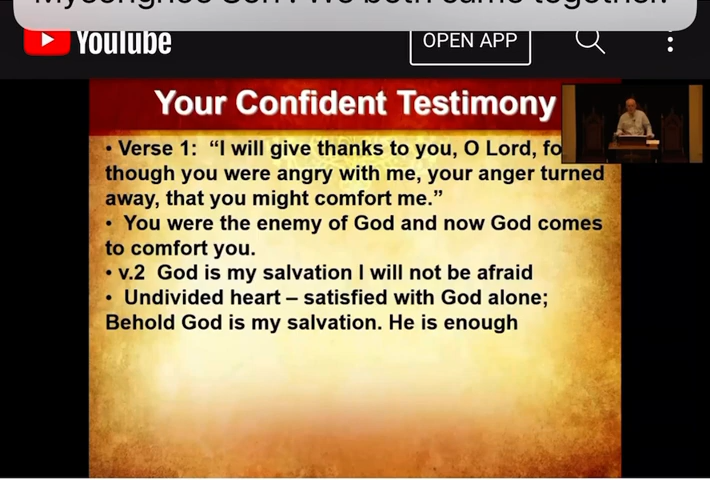 YouTube
OPEN APP
Your Confident Testimony
• Verse 1: “I will give thanks to you, O Lord,
though you were angry with me, your anger turned
away, that you might comfort me.”
• You were the enemy of God and now God comes
to comfort you.
• v.2 God is my salvation I will not be afraid
• Undivided heart – satisfied with God alone;
Behold God is my salvation. He is enough